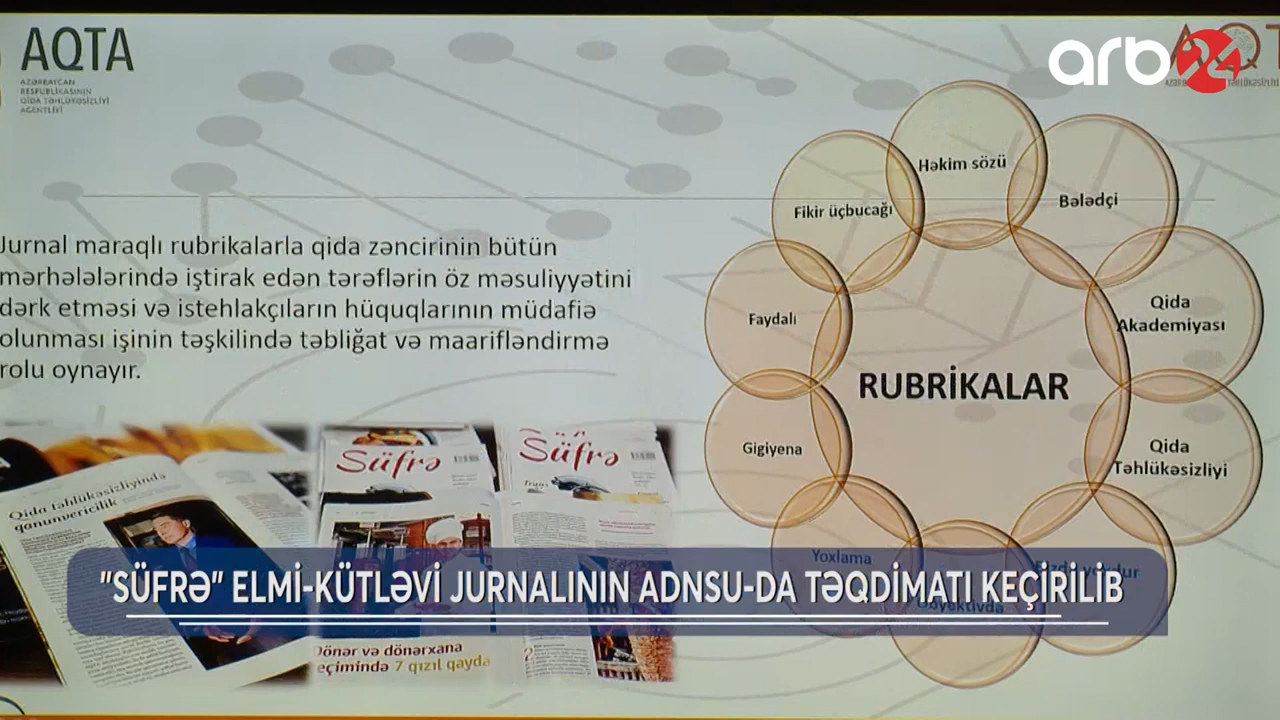 AQTA
AZƏRBAYCAN
RESPUBLİKASININ
QİDA TƏHLÜKƏSİZLİYİ
AGENTLİYİ
arb24
Jurnal maraqlı rubrikalarla qida zəncirinin bütün
mərhələlərində iştirak edən tərəflərin öz məsuliyyətini
dərk etməsi və istehlakçıların hüquqlarının müdafiə
olunması işinin təşkilində təbliğat və maarifləndirmə
rolu oynayır.
Həkim sözü
Fikir üçbucağı
Bələdçi
Faydalı
Qida
Akademiyası
RUBRİKALAR
Gigiyena
Qida
Təhlükəsizliyi
Yoxlama
Obyektivdə
Qida təhlükəsizliyində
qanunvericilik
Süfrə
Süfrə
"SÜFRƏ" ELMİ-KÜTLƏVİ JURNALININ ADNSU-DA TƏQDİMATI KEÇİRİLİB
Dönər və dönərxana
seçimində 7 qızıl qayda